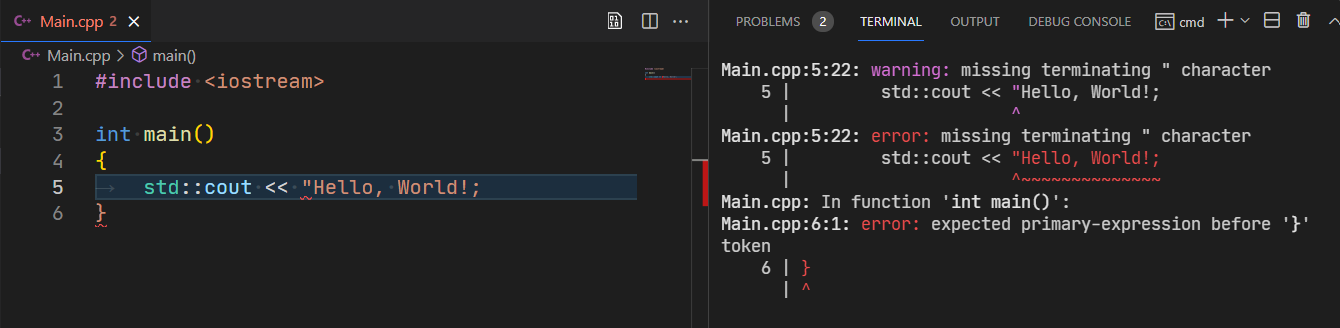 Main.cpp 2
Main.cpp > main()
1 #include <iostream>
2
3 int main()
4 {
5 std::cout << "Hello, World!;
6 }
PROBLEMS 2 TERMINAL OUTPUT DEBUG CONSOLE cmd
Main.cpp:5:22: warning: missing terminating " character
5 | std::cout << "Hello, World!;
| ^
Main.cpp:5:22: error: missing terminating " character
5 | std::cout << "Hello, World!;
| ^~~~~~~~~~~~~~~
Main.cpp: In function 'int main()':
Main.cpp:6:1: error: expected primary-expression before '}'
token
6 | }
| ^